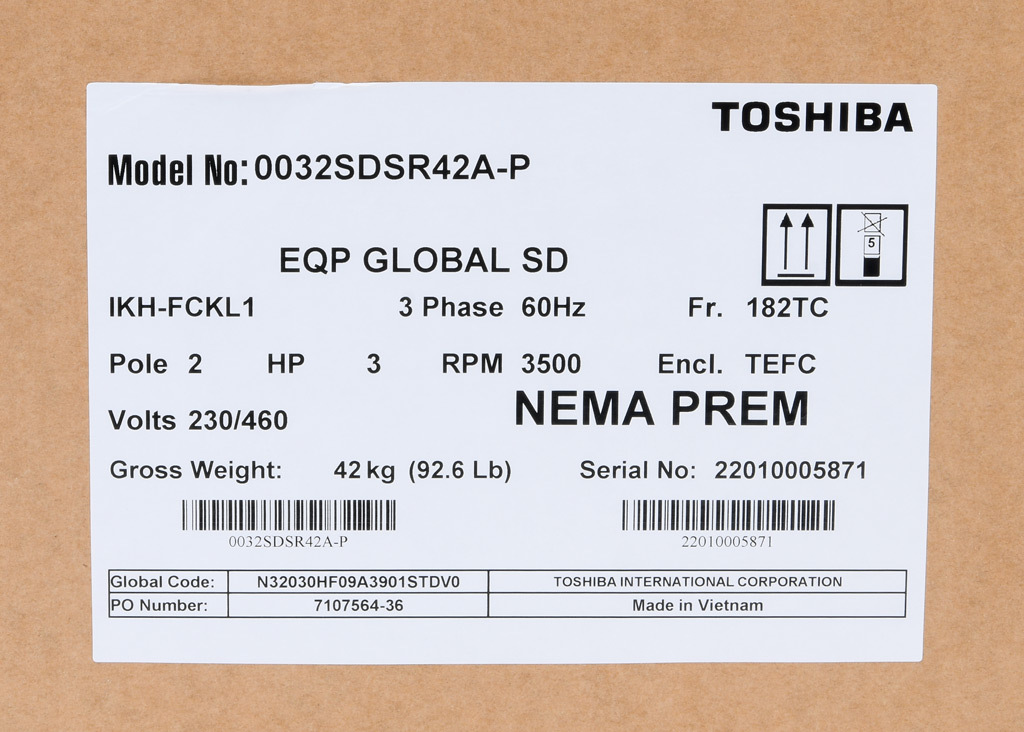 TOSHIBA
Model No: 0032SDSR42A-P
5
EQP GLOBAL SD
IKH-FCKL1 3 Phase 60Hz Fr. 182TC
Pole 2 HP 3 RPM 3500 Encl. TEFC
Volts 230/460 NEMA PREM
Gross Weight: 42 kg (92.6 Lb) Serial No: 22010005871
0032SDSR42A-P 22010005871
Global Code: N32030HF09A3901STDV0 TOSHIBA INTERNATIONAL CORPORATION
PO Number: 7107564-36 Made in Vietnam